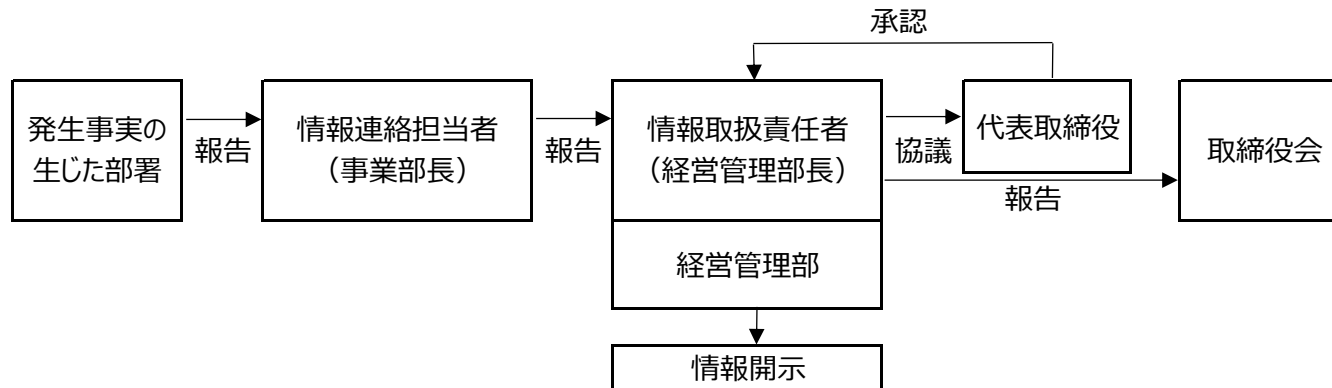 承認
発生事実の
生じた部署
報告
情報連絡担当者
（事業部長）
報告
情報取扱責任者
（経営管理部長）
協議
代表取締役
報告
取締役会
経営管理部
情報開示